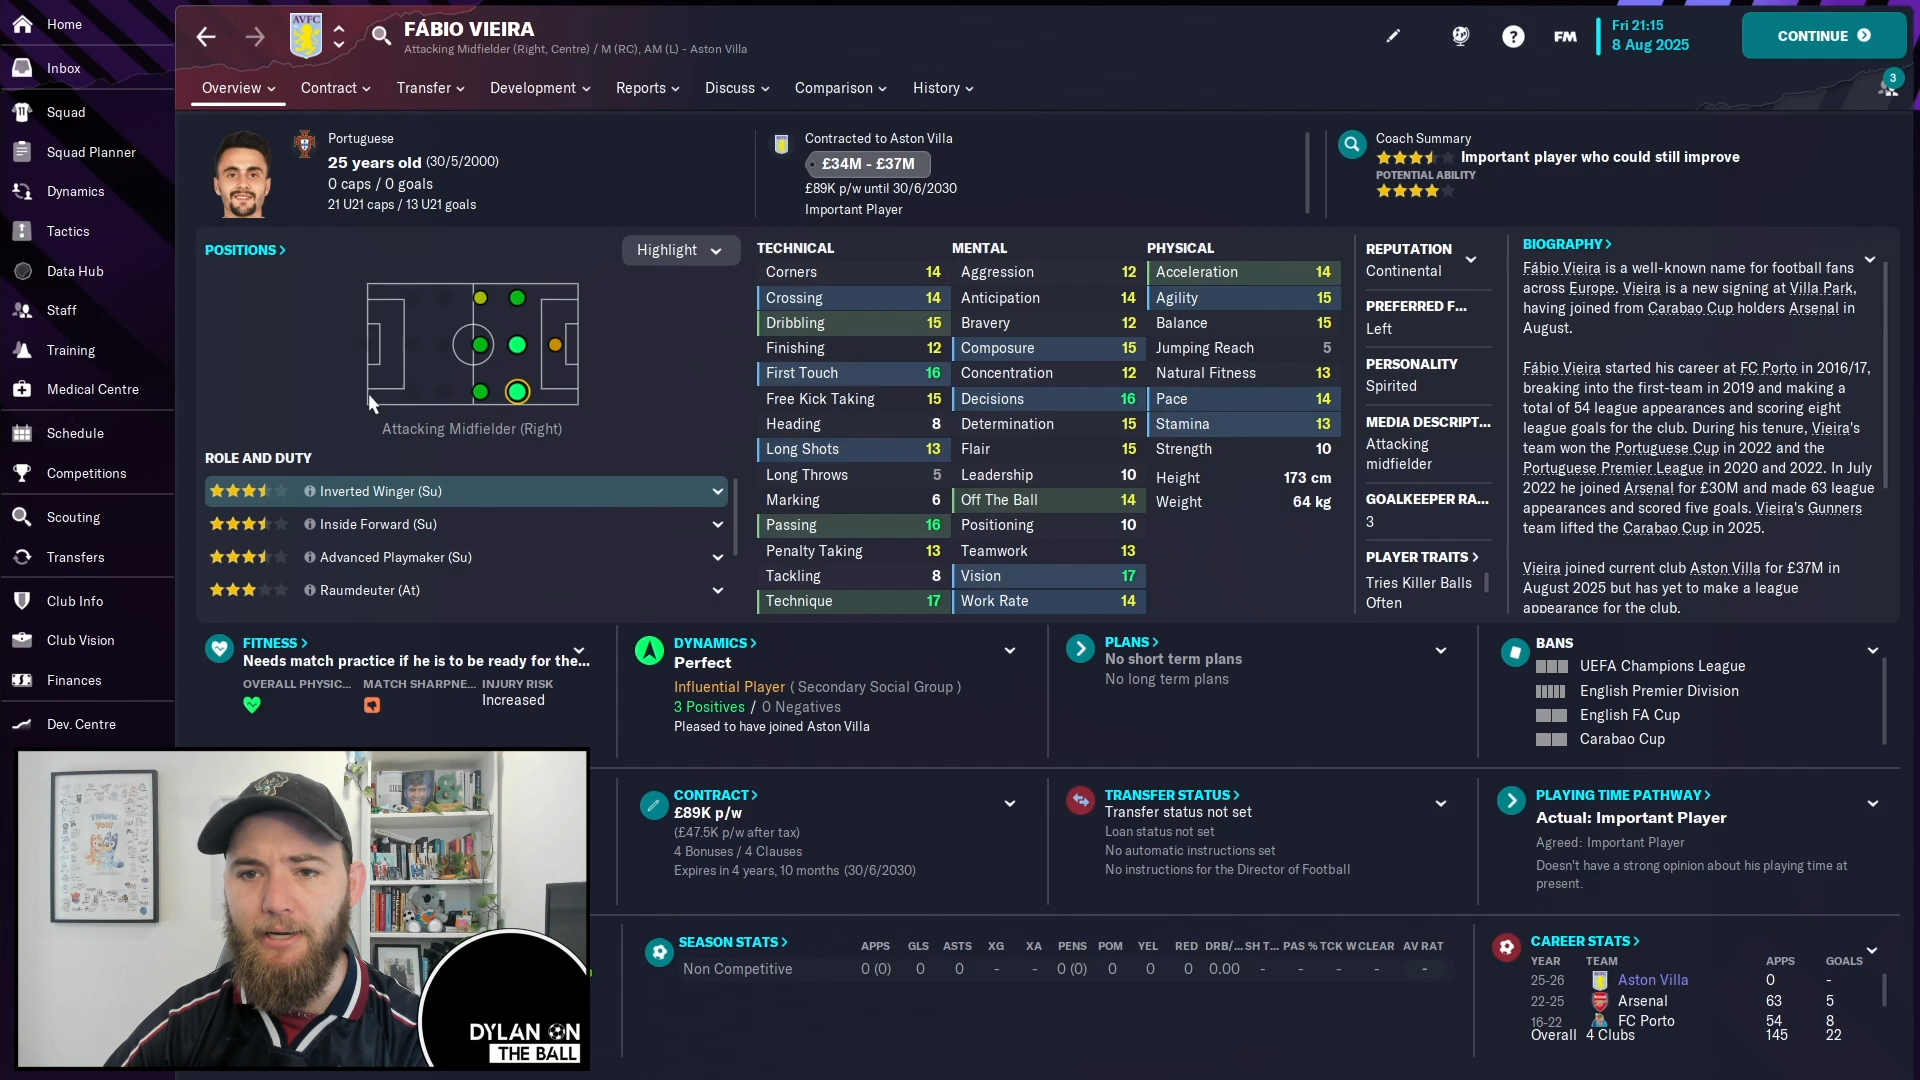 Home
Inbox
Squad
Squad Planner
Dynamics
Tactics
Data Hub
Staff
Training
Medical Centre
Schedule
Competitions
Scouting
Transfers
Club Info
Club Vision
Finances
Dev. Centre
AVFC
FÁBIO VIEIRA
Attacking Midfielder (Right, Centre) / M (RC), AM (L) - Aston Villa
FM
Fri 21:15
8 Aug 2025
CONTINUE
Overview
Contract
Transfer
Development
Reports
Discuss
Comparison
History
3
Portuguese
25 years old (30/5/2000)
0 caps / 0 goals
21 U21 caps / 13 U21 goals
Contracted to Aston Villa
£34M - £37M
£89K p/w until 30/6/2030
Important Player
Coach Summary
Important player who could still improve
POTENTIAL ABILITY
POSITIONS
Highlight
Attacking Midfielder (Right)
ROLE AND DUTY
Inverted Winger (Su)
Inside Forward (Su)
Advanced Playmaker (Su)
Raumdeuter (At)
TECHNICAL
Corners 14
Crossing 14
Dribbling 15
Finishing 12
First Touch 16
Free Kick Taking 15
Heading 8
Long Shots 13
Long Throws 5
Marking 6
Passing 16
Penalty Taking 13
Tackling 8
Technique 17
MENTAL
Aggression 12
Anticipation 14
Bravery 12
Composure 15
Concentration 12
Decisions 16
Determination 15
Flair 15
Leadership 10
Off The Ball 14
Positioning 10
Teamwork 13
Vision 17
Work Rate 14
PHYSICAL
Acceleration 14
Agility 15
Balance 15
Jumping Reach 5
Natural Fitness 13
Pace 14
Stamina 13
Strength 10
Height 173 cm
Weight 64 kg
REPUTATION
Continental
PREFERRED F...
Left
PERSONALITY
Spirited
MEDIA DESCRIPT...
Attacking
midfielder
GOALKEEPER RA...
3
PLAYER TRAITS
Tries Killer Balls
Often
BIOGRAPHY
Fábio Vieira is a well-known name for football fans
across Europe. Vieira is a new signing at Villa Park,
having joined from Carabao Cup holders Arsenal in
August.
Fábio Vieira started his career at FC Porto in 2016/17,
breaking into the first-team in 2019 and making a
total of 54 league appearances and scoring eight
league goals for the club. During his tenure, Vieira's
team won the Portuguese Cup in 2022 and the
Portuguese Premier League in 2020 and 2022. In July
2022 he joined Arsenal for £30M and made 63 league
appearances and scored five goals. Vieira's Gunners
team lifted the Carabao Cup in 2025.
Vieira joined current club Aston Villa for £37M in
August 2025 but has yet to make a league
appearance for the club.
FITNESS
Needs match practice if he is to be ready for the...
OVERALL PHYSIC... MATCH SHARPNE... INJURY RISK
Increased
DYNAMICS
Perfect
Influential Player ( Secondary Social Group )
3 Positives / 0 Negatives
Pleased to have joined Aston Villa
PLANS
No short term plans
No long term plans
BANS
UEFA Champions League
English Premier Division
English FA Cup
Carabao Cup
CONTRACT
£89K p/w
(£47.5K p/w after tax)
4 Bonuses / 4 Clauses
Expires in 4 years, 10 months (30/6/2030)
TRANSFER STATUS
Transfer status not set
Loan status not set
No automatic instructions set
No instructions for the Director of Football
PLAYING TIME PATHWAY
Actual: Important Player
Agreed: Important Player
Doesn't have a strong opinion about his playing time at
present.
SEASON STATS
APPS GLS ASTS XG XA PENS POM YEL RED DRB/... SH T... PAS % TCK W CLEAR AV RAT
Non Competitive 0 (0) 0 0 - - 0 (0) 0 0 0 0.00 - - - - -
CAREER STATS
YEAR TEAM APPS GOALS
25-26 Aston Villa 0 -
22-25 Arsenal 63 5
16-22 FC Porto 54 8
Overall 4 Clubs 145 22
THANK
YOU!
DYLAN ON
THE BALL